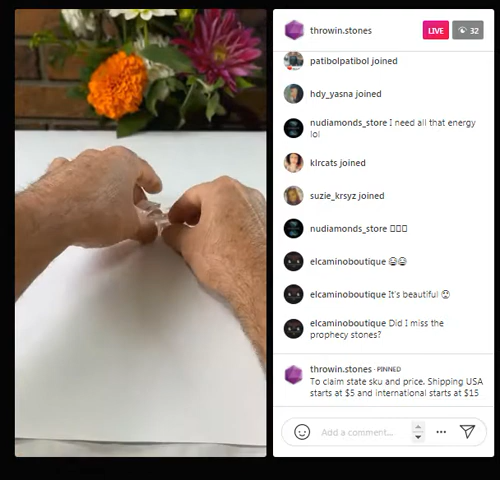 throwin.stones
LIVE
32
patibolpatibol joined
hdy_yasna joined
nudiamonds_store I need all that energy
lol
klrcats joined
suzie_krsyz joined
nudiamonds_store
elcaminoboutique 😂😂
elcaminoboutique It's beautiful 😍
elcaminoboutique Did I miss the
prophecy stones?
throwin.stones · PINNED
To claim state sku and price. Shipping USA
starts at $5 and international starts at $15
Add a comment...